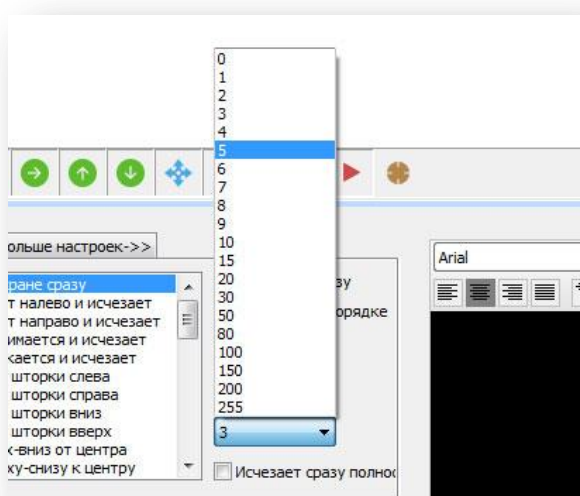 0
1
2
3
4
5
6
7
8
9
10
15
20
30
50
80
100
150
200
255
3
ольше настроек->>
ране сразу
т налево и исчезает
т направо и исчезает
имается и исчезает
кается и исчезает
шторки слева
шторки справа
шторки вниз
шторки вверх
х-вниз от центра
ху-снизу к центру
зу
орядке
Исчезает сразу полнос
Arial